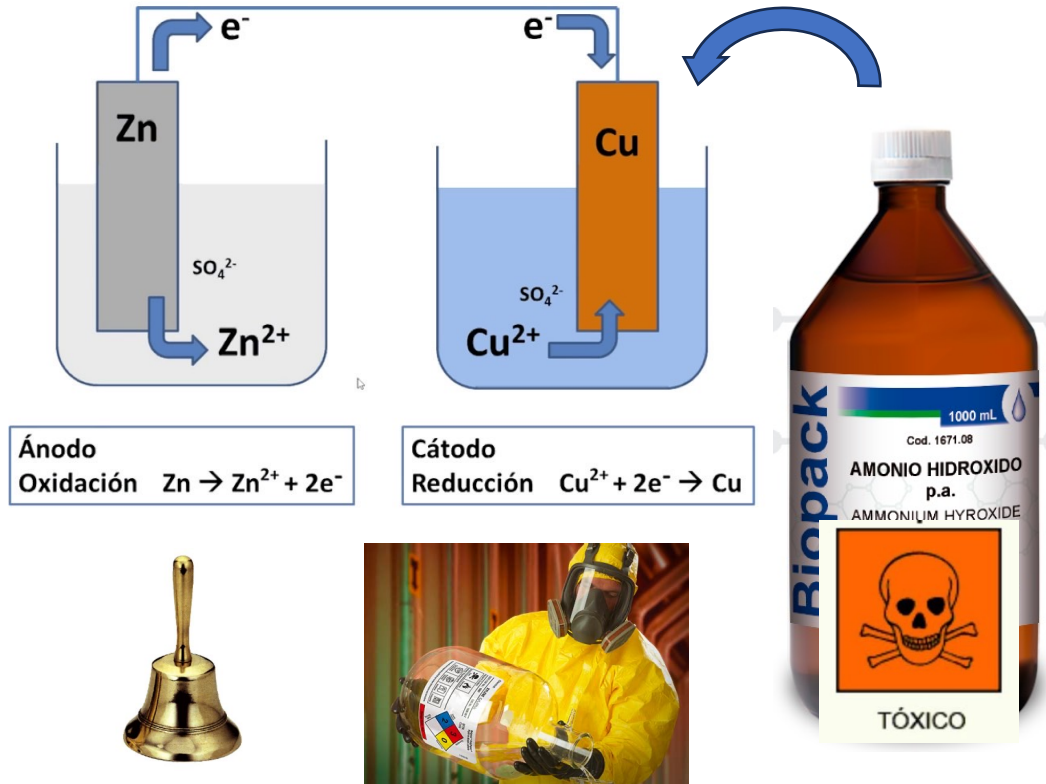 e⁻
e⁻
Zn
Cu
SO₄²⁻
SO₄²⁻
Zn²⁺
Cu²⁺
Ánodo
Oxidación Zn → Zn²⁺ + 2e⁻
Cátodo
Reducción Cu²⁺ + 2e⁻ → Cu
Biopack
1000 mL
Cod. 1671.08
AMONIO HIDROXIDO
p.a.
AMMONIUM HYROXIDE
TÓXICO